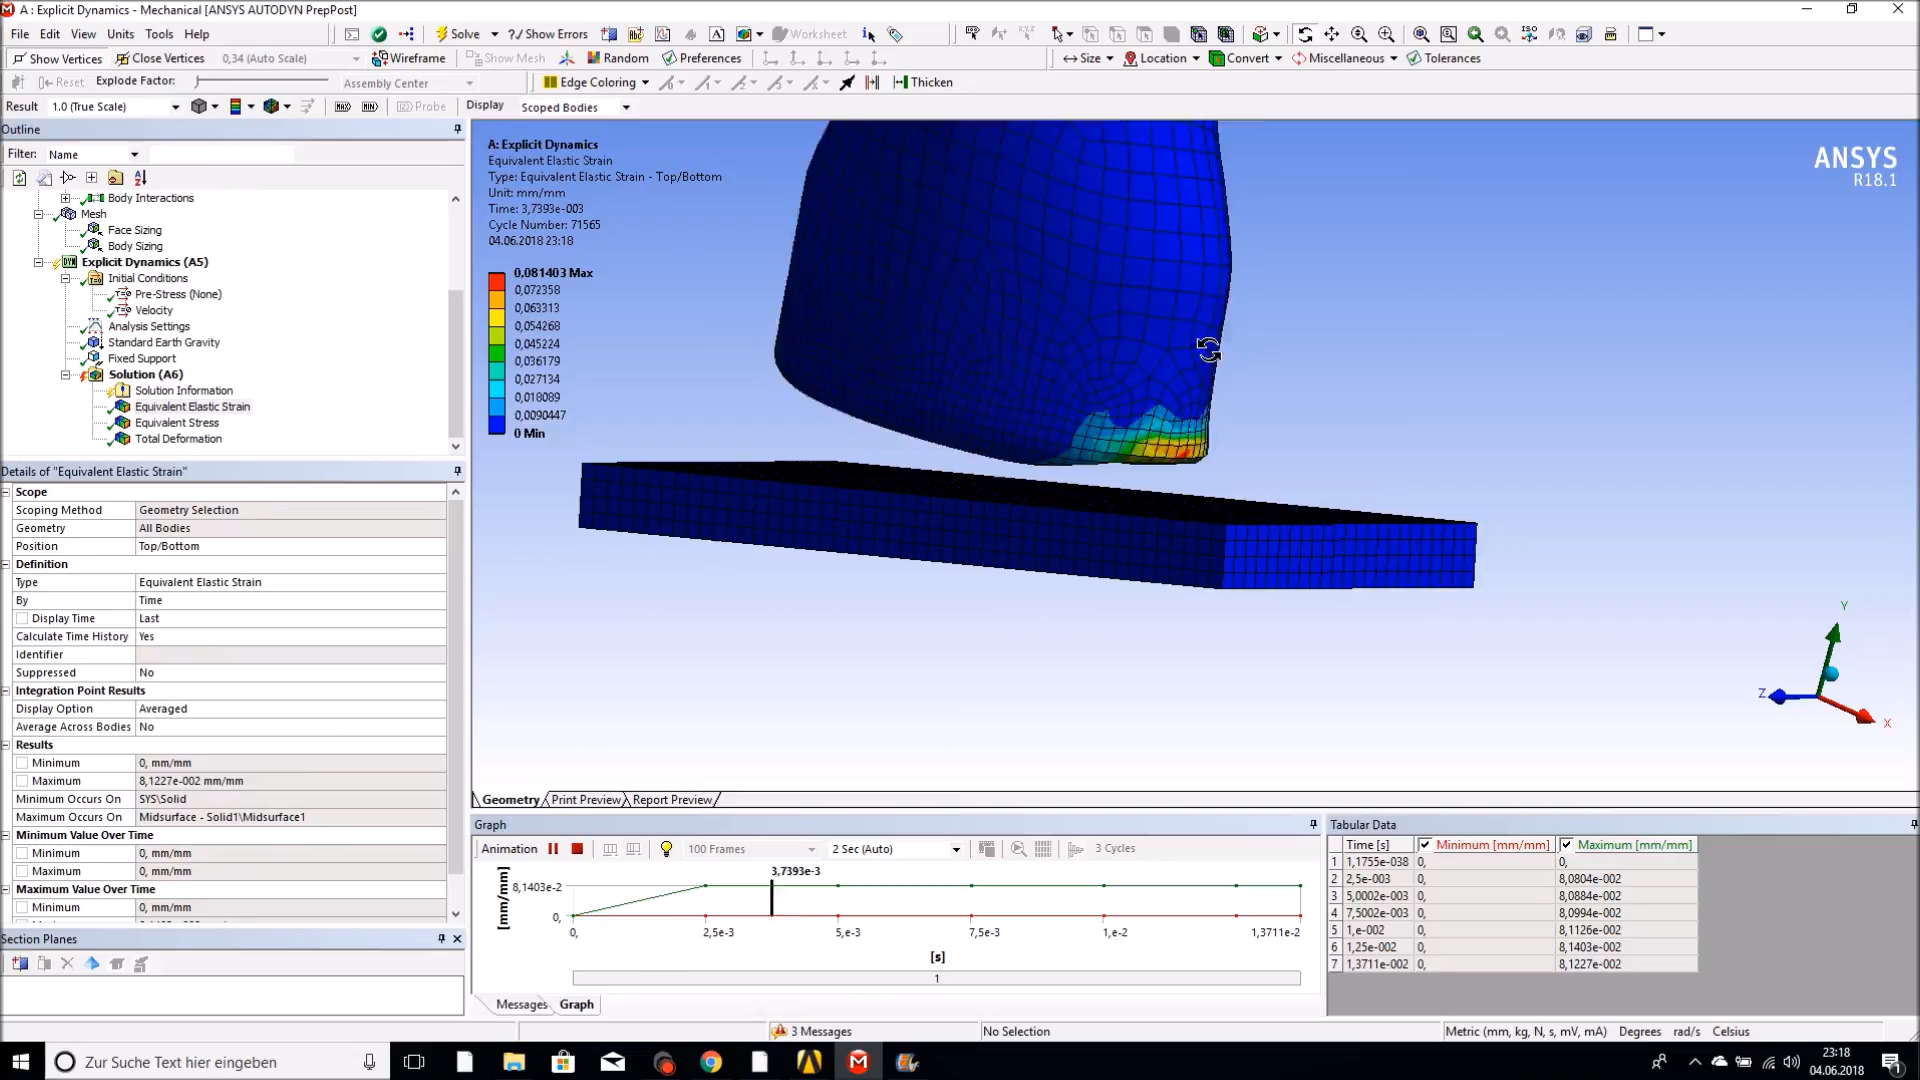 A : Explicit Dynamics - Mechanical [ANSYS AUTODYN PrepPost]
File Edit View Units Tools Help Solve ?/ Show Errors Worksheet
Show Vertices Close Vertices 0,34 (Auto Scale) Wireframe Show Mesh Random Preferences Size Location Convert Miscellaneous Tolerances
Reset Explode Factor: Assembly Center Edge Coloring Thicken
Result 1.0 (True Scale) MAX MIN Probe Display Scoped Bodies
Outline
Filter: Name
Body Interactions
Mesh
Face Sizing
Body Sizing
Explicit Dynamics (A5)
Initial Conditions
Pre-Stress (None)
Velocity
Analysis Settings
Standard Earth Gravity
Fixed Support
Solution (A6)
Solution Information
Equivalent Elastic Strain
Equivalent Stress
Total Deformation
Details of "Equivalent Elastic Strain"
Scope
Scoping Method Geometry Selection
Geometry All Bodies
Position Top/Bottom
Definition
Type Equivalent Elastic Strain
By Time
Display Time Last
Calculate Time History Yes
Identifier
Suppressed No
Integration Point Results
Display Option Averaged
Average Across Bodies No
Results
Minimum 0, mm/mm
Maximum 8,1227e-002 mm/mm
Minimum Occurs On SYS\Solid
Maximum Occurs On Midsurface - Solid1\Midsurface1
Minimum Value Over Time
Minimum 0, mm/mm
Maximum 0, mm/mm
Maximum Value Over Time
Minimum 0, mm/mm
Section Planes
A: Explicit Dynamics
Equivalent Elastic Strain
Type: Equivalent Elastic Strain - Top/Bottom
Unit: mm/mm
Time: 3,7393e-003
Cycle Number: 71565
04.06.2018 23:18
0,081403 Max
0,072358
0,063313
0,054268
0,045224
0,036179
0,027134
0,018089
0,0090447
0 Min
ANSYS
R18.1
Y
Z
X
Geometry Print Preview Report Preview
Graph
Animation 100 Frames 2 Sec (Auto) 3 Cycles
3,7393e-3
[mm/mm]
8,1403e-2
0,
0, 2,5e-3 5,e-3 7,5e-3 1,e-2 1,3711e-2
[s]
1
Messages Graph
Tabular Data
Time [s] Minimum [mm/mm] Maximum [mm/mm]
1 1,1755e-038 0, 0,
2 2,5e-003 0, 8,0804e-002
3 5,0002e-003 0, 8,0884e-002
4 7,5002e-003 0, 8,0994e-002
5 1,e-002 0, 8,1126e-002
6 1,25e-002 0, 8,1403e-002
7 1,3711e-002 0, 8,1227e-002
3 Messages No Selection Metric (mm, kg, N, s, mV, mA) Degrees rad/s Celsius
Zur Suche Text hier eingeben
23:18
04.06.2018